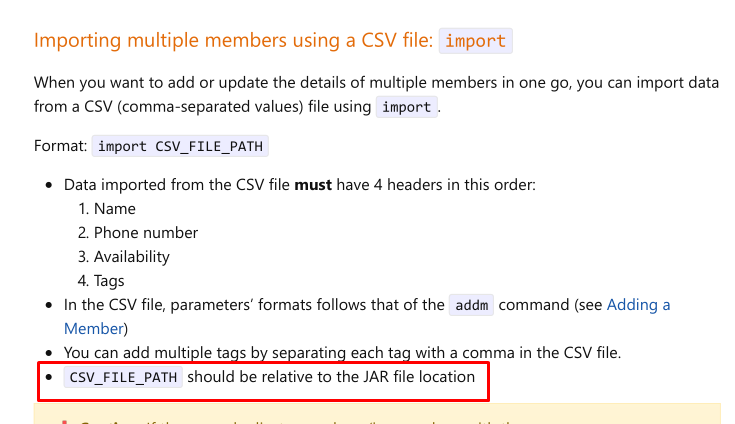 Importing multiple members using a CSV file: import
When you want to add or update the details of multiple members in one go, you can import data
from a CSV (comma-separated values) file using import.
Format: import CSV_FILE_PATH
• Data imported from the CSV file must have 4 headers in this order:
1. Name
2. Phone number
3. Availability
4. Tags
• In the CSV file, parameters’ formats follows that of the addm command (see Adding a
Member)
• You can add multiple tags by separating each tag with a comma in the CSV file.
• CSV_FILE_PATH should be relative to the JAR file location